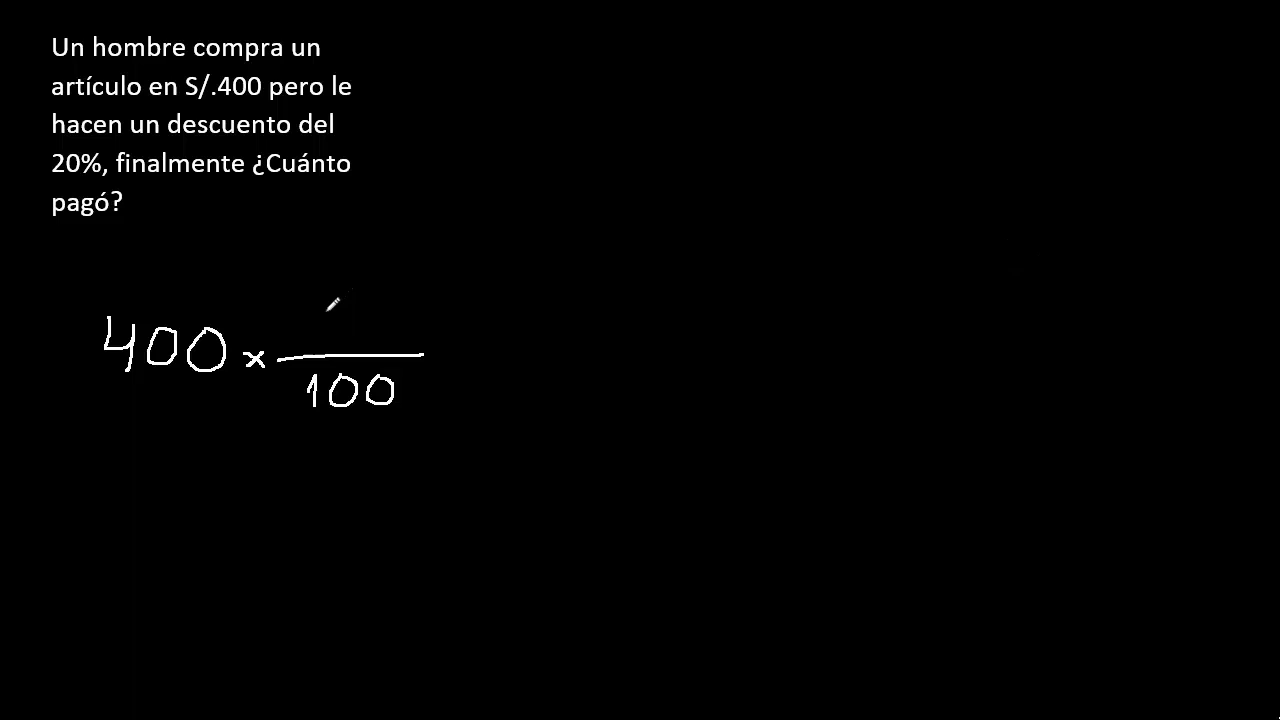 Un hombre compra un
artículo en S/.400 pero le
hacen un descuento del
20%, finalmente ¿Cuánto
pagó?
400 x
100